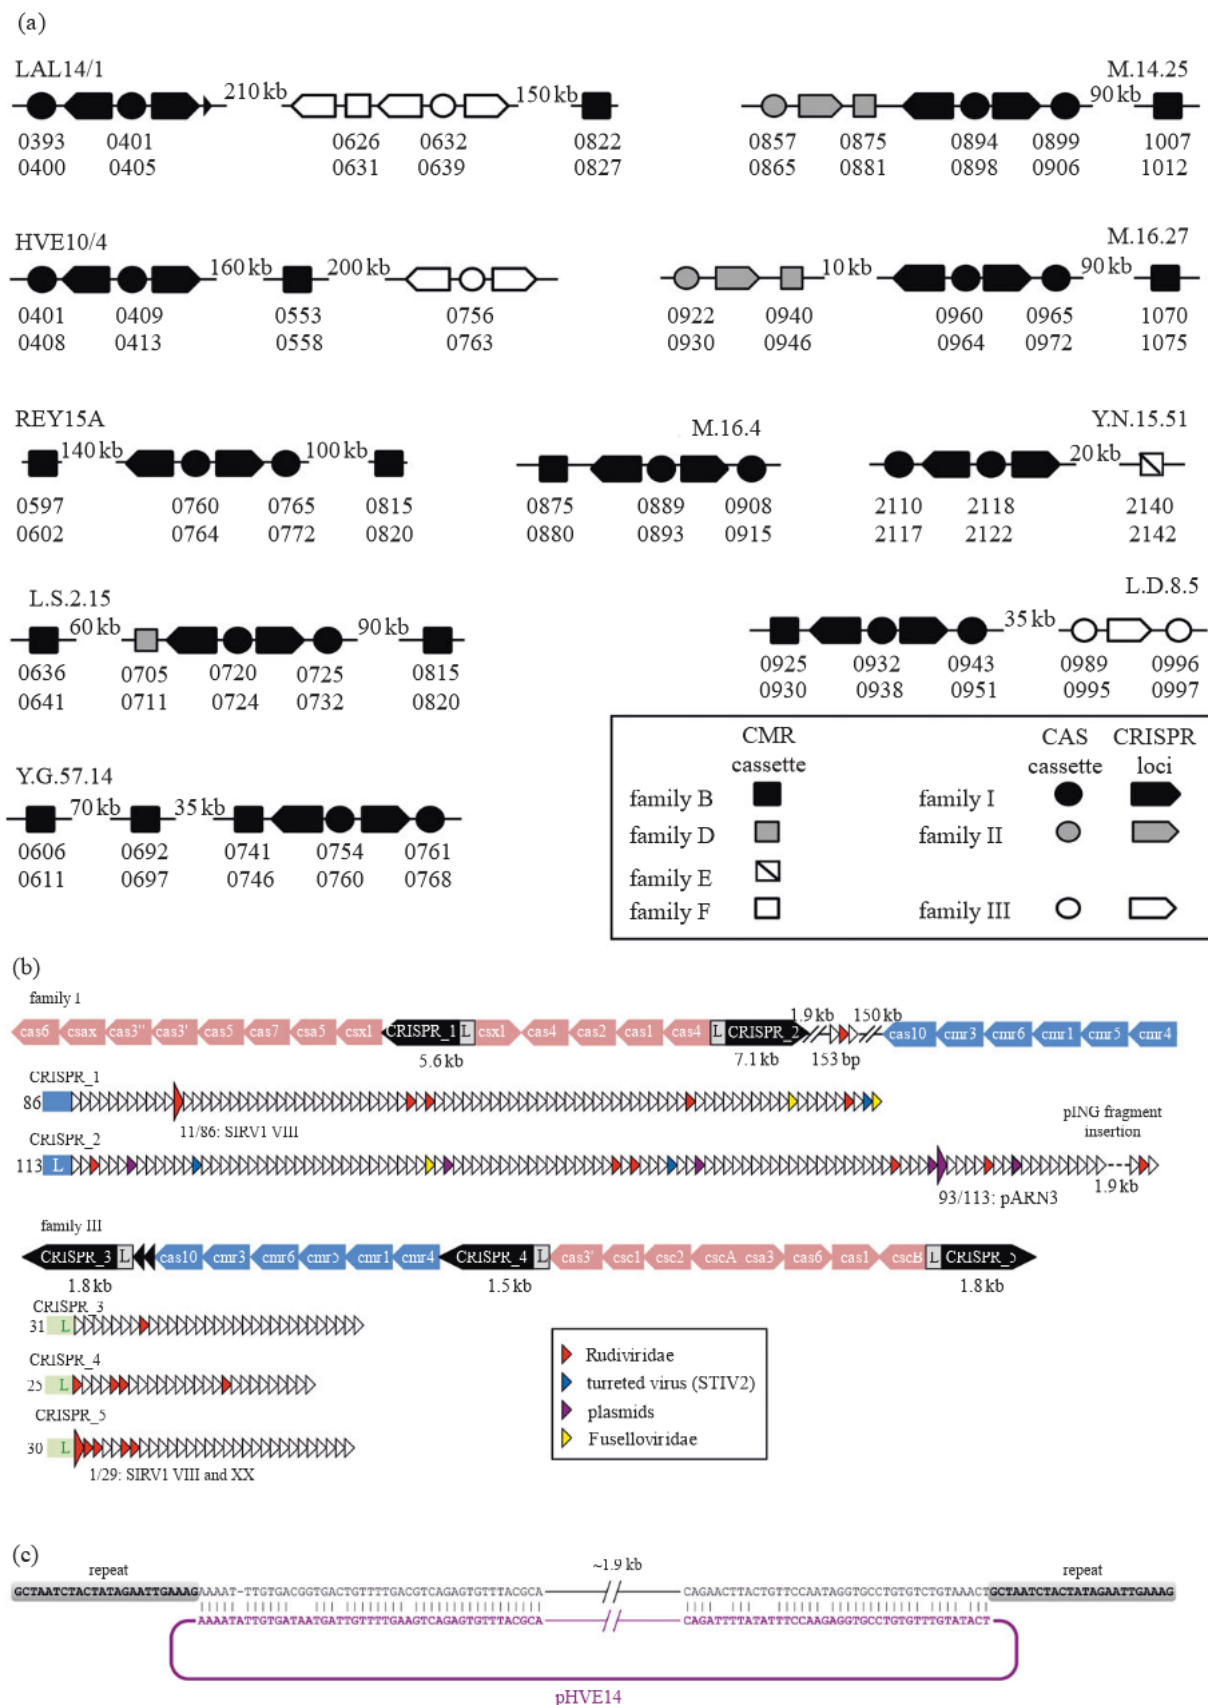 (a)
LAL14/1
M.14.25
210 kb
150 kb
90 kb
0393 0401 0626 0632 0822 0857 0875 0894 0899 1007
0400 0405 0631 0639 0827 0865 0881 0898 0906 1012
HVE10/4
M.16.27
160 kb
200 kb
10 kb
90 kb
0401 0409 0553 0756 0922 0940 0960 0965 1070
0408 0413 0558 0763 0930 0946 0964 0972 1075
REY15A
M.16.4
Y.N.15.51
140 kb
100 kb
20 kb
0597 0760 0765 0815 0875 0889 0908 2110 2118 2140
0602 0764 0772 0820 0880 0893 0915 2117 2122 2142
L.S.2.15
L.D.8.5
60 kb
90 kb
35 kb
0636 0705 0720 0725 0815 0925 0932 0943 0989 0996
0641 0711 0724 0732 0820 0930 0938 0951 0995 0997
Y.G.57.14
70 kb
35 kb
0606 0692 0741 0754 0761
0611 0697 0746 0760 0768
CMR CAS CRISPR
cassette cassette loci
family B family I
family D family II
family E
family F family III
(b)
family I
1.9 kb
150 kb
cas6 csax cas3'' cas3' cas5 cas7 csa5 csx1 CRISPR_1 L csx1 cas4 cas2 cas1 cas4 L CRISPR_2 cas10 cmr3 cmr6 cmr1 cmr5 cmr4
5.6 kb
7.1 kb
153 bp
CRISPR_1
86
11/86: SIRV1 VIII
pING fragment
insertion
CRISPR_2
113 L
93/113: pARN3
1.9 kb
family III
CRISPR_3 L cas10 cmr3 cmr6 cmr5 cmr1 cmr4 CRISPR_4 L cas3' csc1 csc2 cscA csa3 cas6 cas1 cscB L CRISPR_5
1.8 kb
1.5 kb
1.8 kb
CRISPR_3
31 L
CRISPR_4
25 L
CRISPR_5
30 L
1/29: SIRV1 VIII and XX
Rudiviridae
turreted virus (STIV2)
plasmids
Fuselloviridae
(c)
repeat
~1.9 kb
repeat
GCTAATCTACTATAGAATTGAAAGAAAAT-TTGTGACGGTGACTGTTTTGACGTCAGAGTGTTTACGCA CAGAACTTACTGTTCCAATAGGTGCCTGTGTCTGTAAACTGCTAATCTACTATAGAATTGAAAG
AAAATATTGTGATAATGATTGTTTTGAAGTCAGAGTGTTTACGCA CAGATTTTATATTTCCAAGAGGTGCCTGTGTTTGTATACT
pHVE14